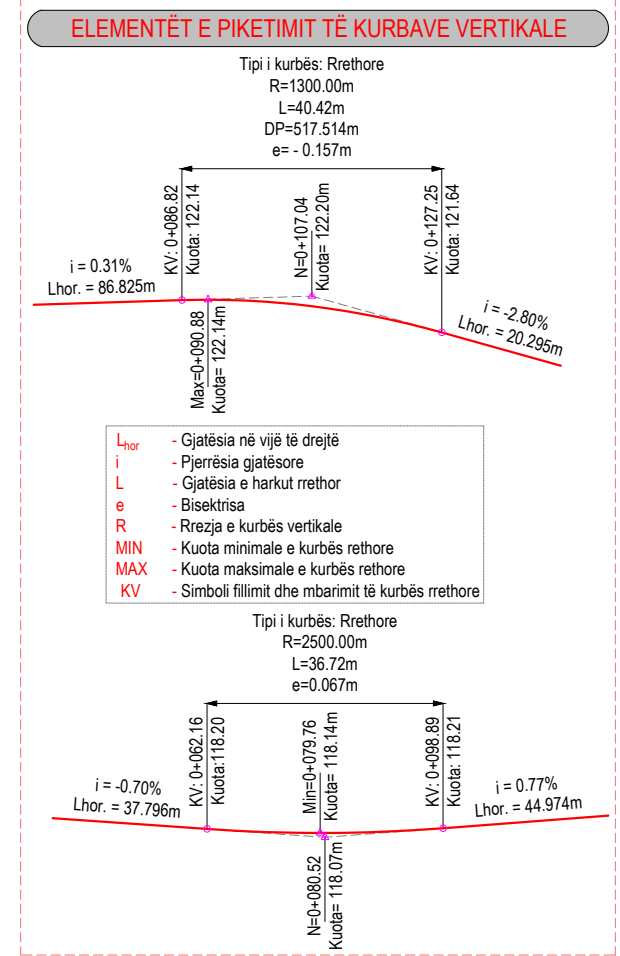 ELEMENTËT E PIKETIMIT TË KURBAVE VERTIKALE
Tipi i kurbës: Rrethore
R=1300.00m
L=40.42m
DP=517.514m
e= - 0.157m
KV: 0+086.82
Kuota: 122.14
N=0+107.04
Kuota= 122.20m
KV: 0+127.25
Kuota: 121.64
i = 0.31%
Lhor. = 86.825m
i = -2.80%
Lhor. = 20.295m
Max=0+090.88
Kuota= 122.14m
Lhor - Gjatësia në vijë të drejtë
i - Pjerrësia gjatësore
L - Gjatësia e harkut rrethor
e - Bisektrisa
R - Rrezja e kurbës vertikale
MIN - Kuota minimale e kurbës rethore
MAX - Kuota maksimale e kurbës rethore
KV - Simboli fillimit dhe mbarimit të kurbës rrethore
Tipi i kurbës: Rrethore
R=2500.00m
L=36.72m
e=0.067m
KV: 0+062.16
Kuota:118.20
Min=0+079.76
Kuota= 118.14m
KV: 0+098.89
Kuota: 118.21
i = -0.70%
Lhor. = 37.796m
i = 0.77%
Lhor. = 44.974m
N=0+080.52
Kuota= 118.07m